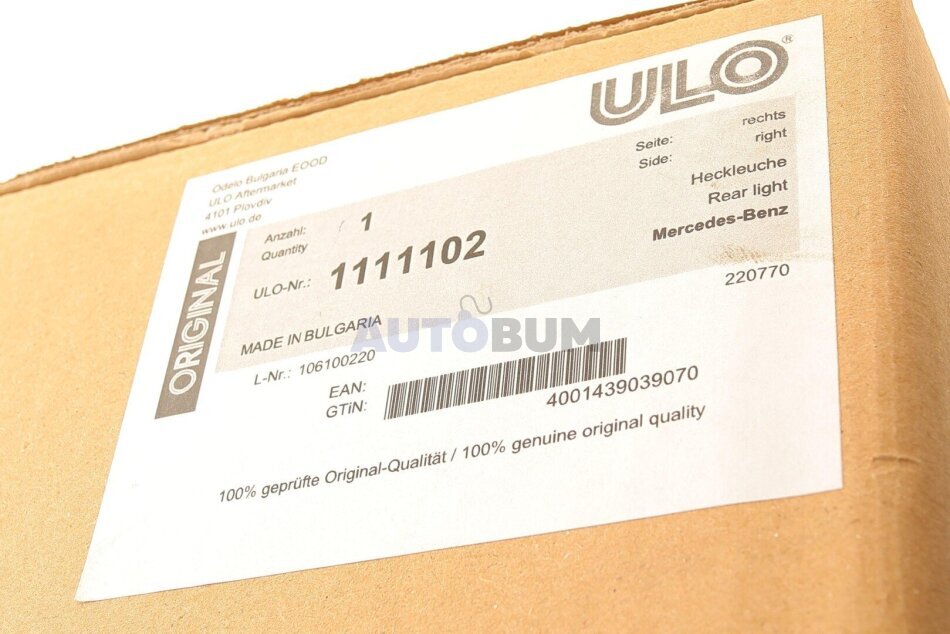 ULO®
Odelo Bulgaria EOOD
ULO Aftermarket
4101 Plovdiv
www.ulo.de
Seite: rechts
Side: right
Heckleuche
Rear light
Mercedes-Benz
Anzahl: 1
Quantity
ULO-Nr.: 1111102
220770
ORIGINAL
MADE IN BULGARIA
AUTOBUM
L-Nr.: 106100220
EAN:
GTiN:
4001439039070
100% geprüfte Original-Qualität / 100% genuine original quality